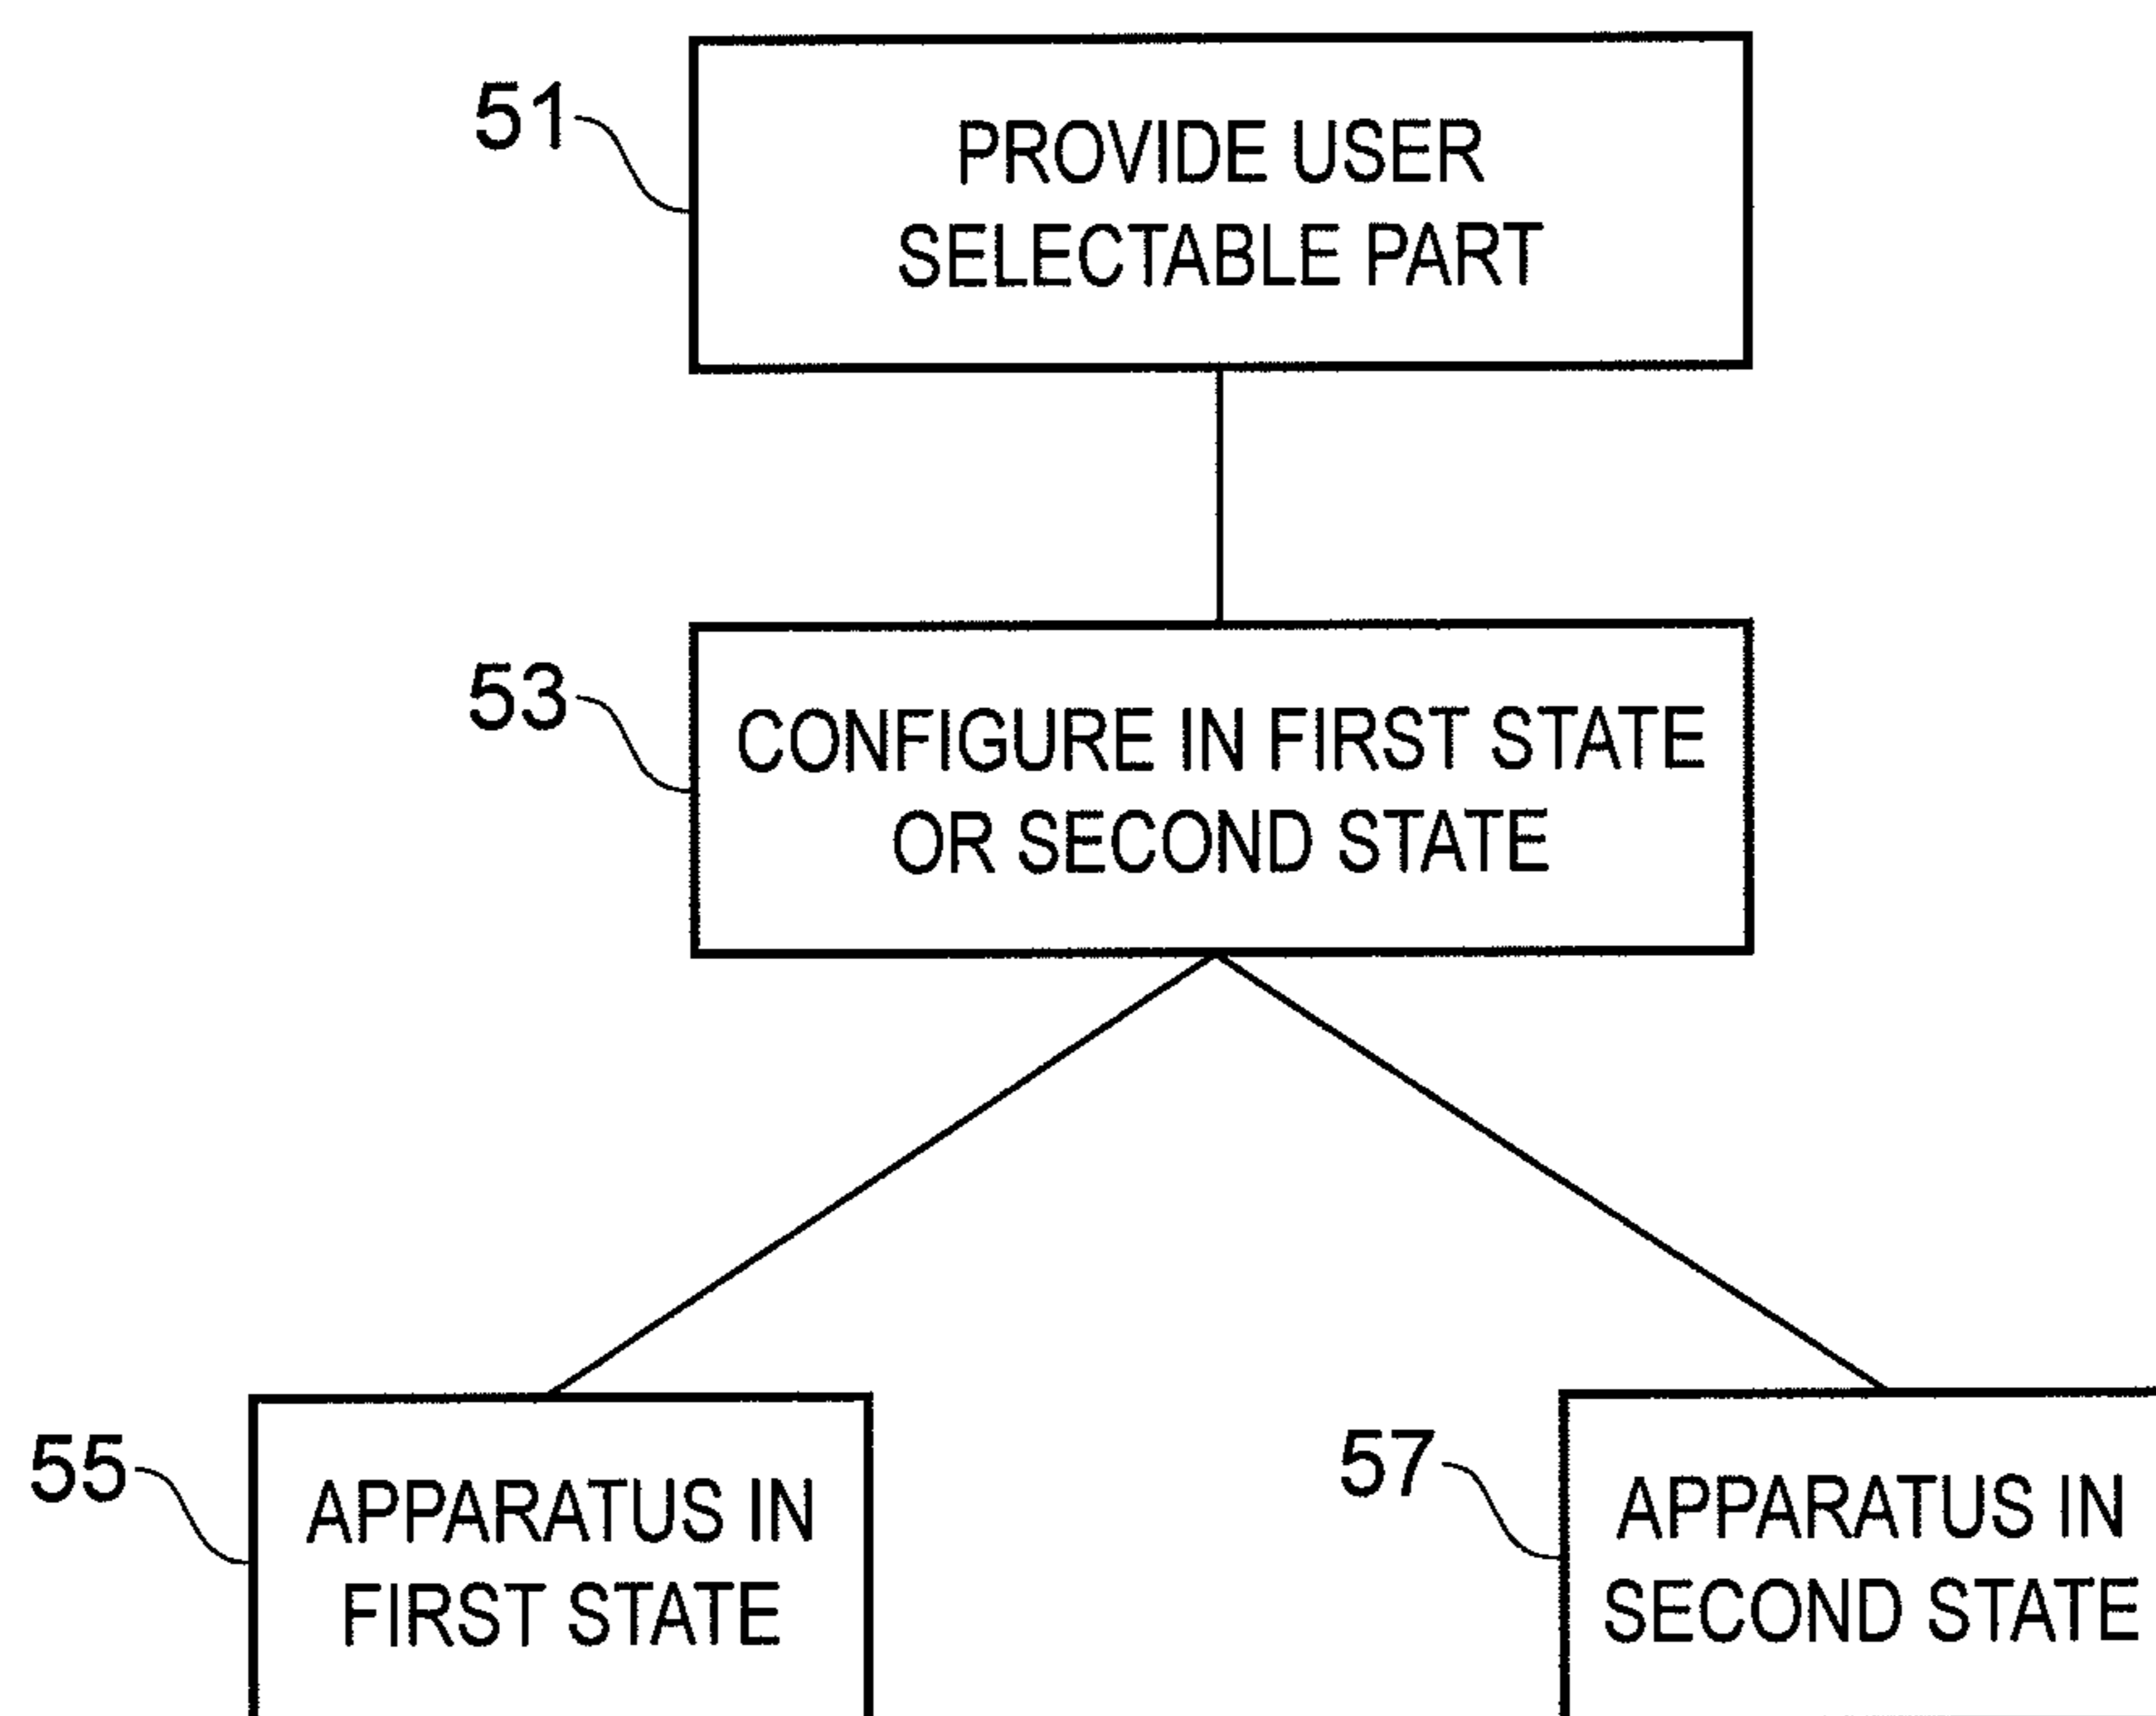 51
PROVIDE USER
SELECTABLE PART
53
CONFIGURE IN FIRST STATE
OR SECOND STATE
55
APPARATUS IN
FIRST STATE
57
APPARATUS IN
SECOND STATE